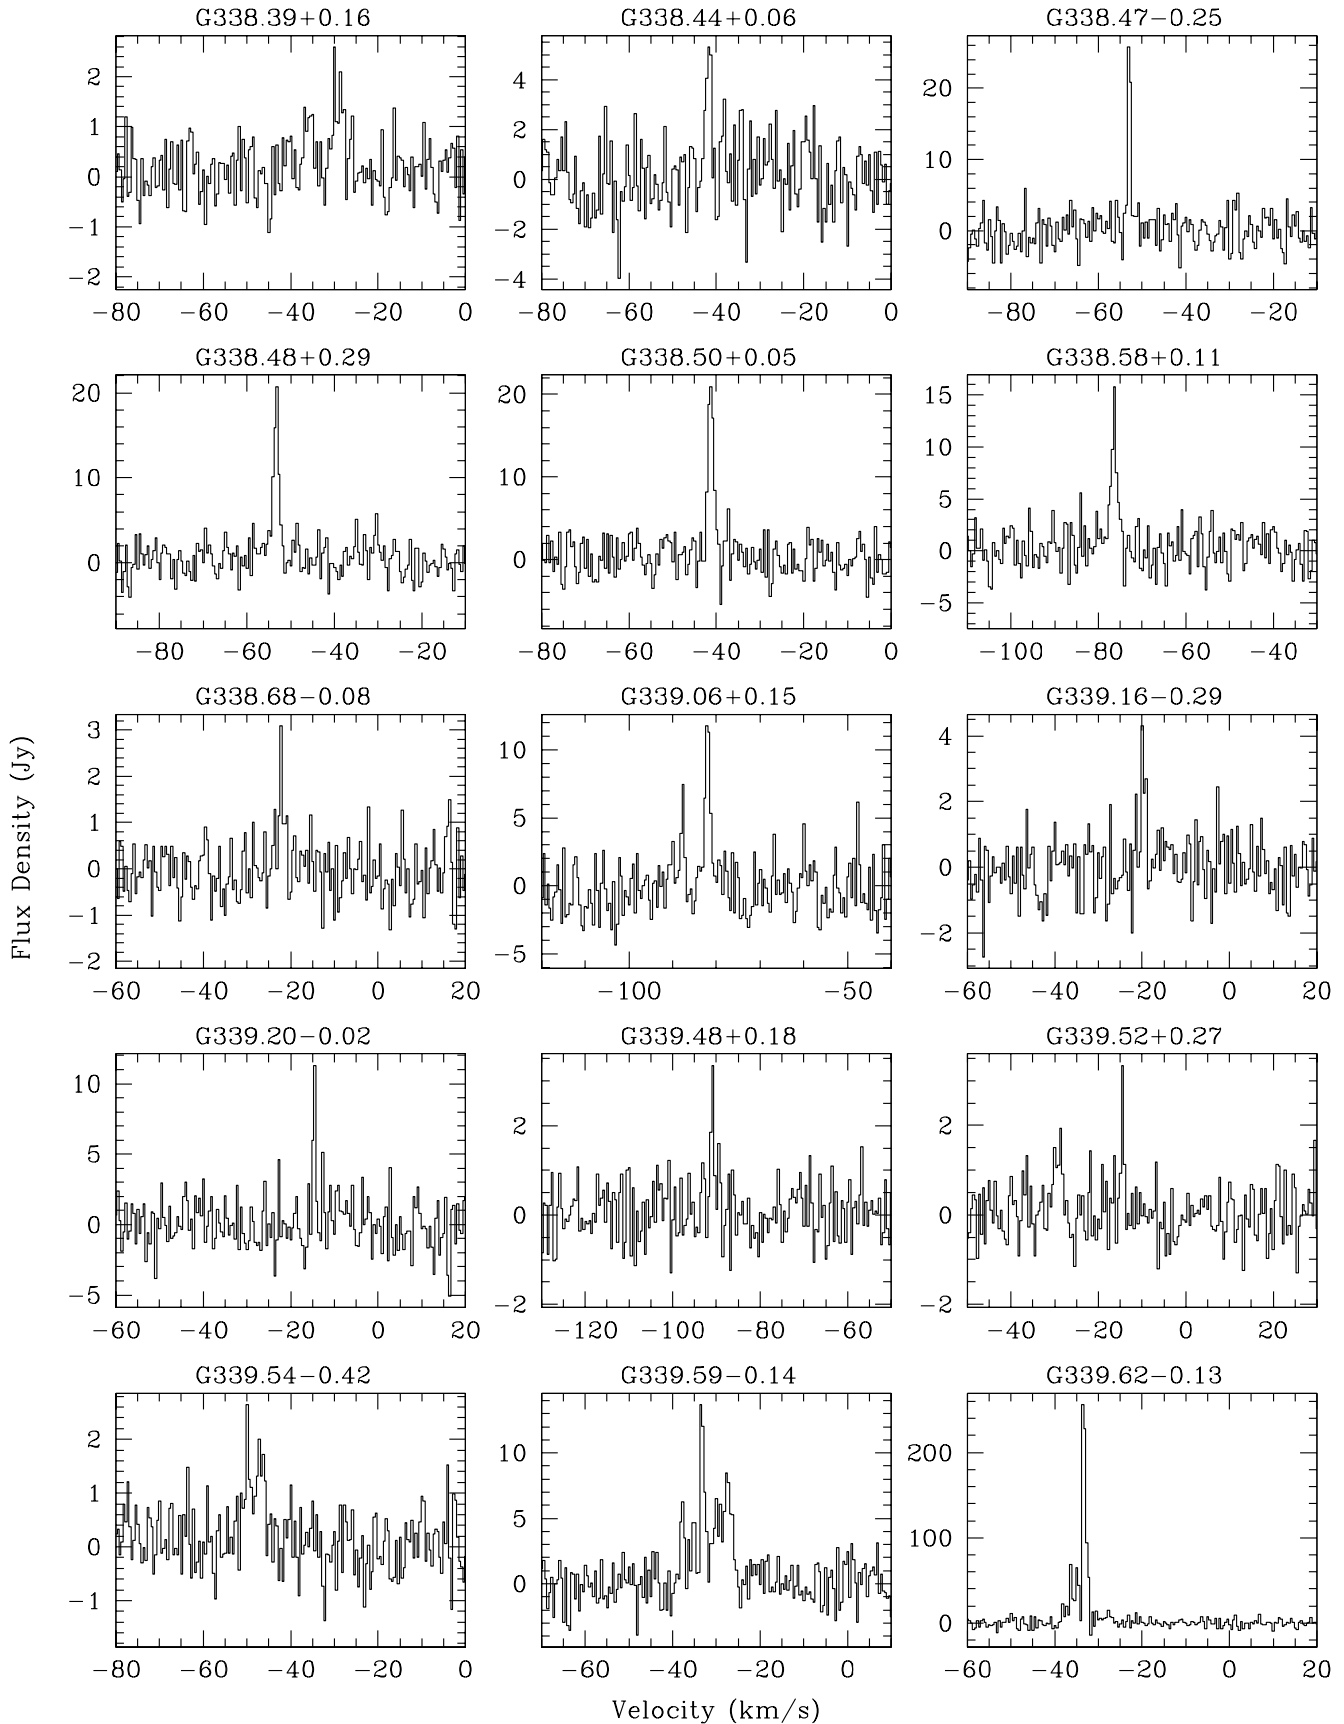 G338.39+0.16 G338.44+0.06 G338.47−0.25
2 1 0 −1 −2
4 2 0 −2 −4
20 10 0
−80 −60 −40 −20 0 −80 −60 −40 −20 0 −80 −60 −40 −20
G338.48+0.29 G338.50+0.05 G338.58+0.11
20 10 0
20 10 0
15 10 5 0 −5
−80 −60 −40 −20 −80 −60 −40 −20 0 −100 −80 −60 −40
G338.68−0.08 G339.06+0.15 G339.16−0.29
3 2 1 0 −1 −2
10 5 0 −5
4 2 0 −2
−60 −40 −20 0 20 −100 −50 −60 −40 −20 0 20
Flux Density (Jy)
G339.20−0.02 G339.48+0.18 G339.52+0.27
10 5 0 −5
2 0 −2
2 0 −2
−60 −40 −20 0 20 −120 −100 −80 −60 −40 −20 0 20
G339.54−0.42 G339.59−0.14 G339.62−0.13
2 1 0 −1
10 5 0
200 100 0
−80 −60 −40 −20 0 −60 −40 −20 0 −60 −40 −20 0 20
Velocity (km/s)